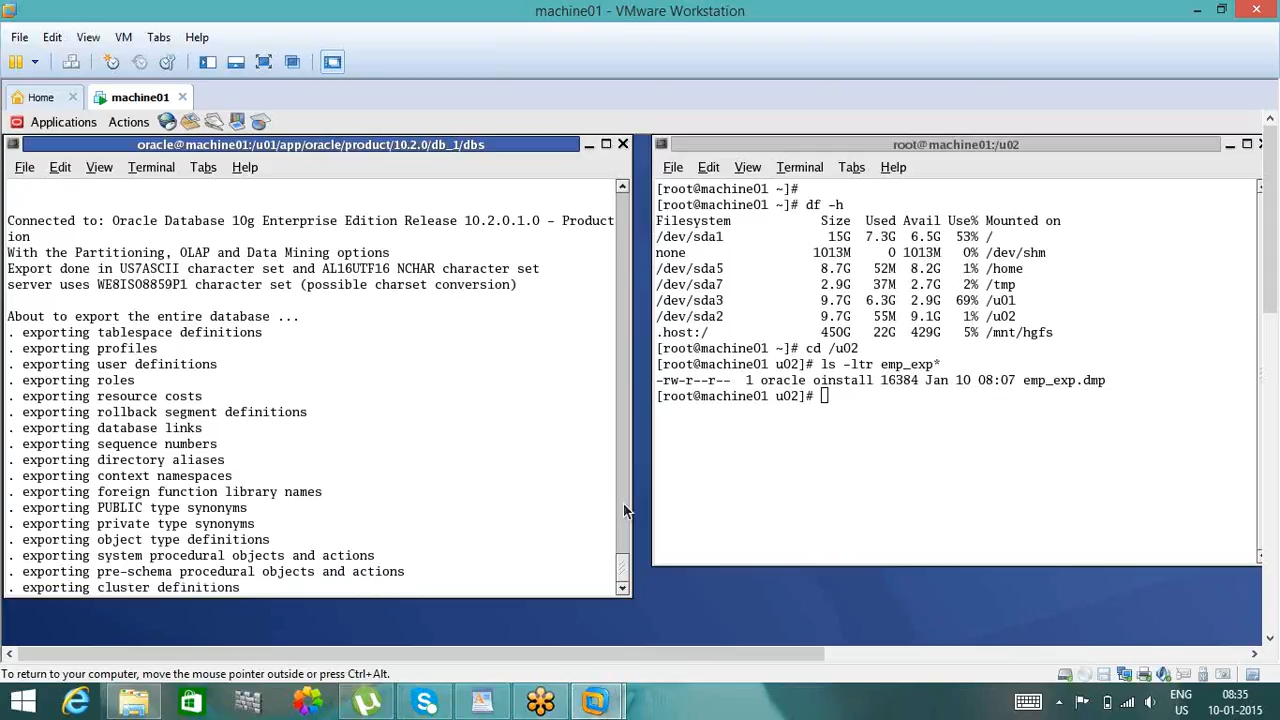 machine01 - VMware Workstation
File Edit View VM Tabs Help
Home machine01
Applications Actions
oracle@machine01:/u01/app/oracle/product/10.2.0/db_1/dbs
File Edit View Terminal Tabs Help
Connected to: Oracle Database 10g Enterprise Edition Release 10.2.0.1.0 - Product
ion
With the Partitioning, OLAP and Data Mining options
Export done in US7ASCII character set and AL16UTF16 NCHAR character set
server uses WE8ISO8859P1 character set (possible charset conversion)
About to export the entire database ...
. exporting tablespace definitions
. exporting profiles
. exporting user definitions
. exporting roles
. exporting resource costs
. exporting rollback segment definitions
. exporting database links
. exporting sequence numbers
. exporting directory aliases
. exporting context namespaces
. exporting foreign function library names
. exporting PUBLIC type synonyms
. exporting private type synonyms
. exporting object type definitions
. exporting system procedural objects and actions
. exporting pre-schema procedural objects and actions
. exporting cluster definitions
root@machine01:/u02
File Edit View Terminal Tabs Help
[root@machine01 ~]#
[root@machine01 ~]# df -h
Filesystem Size Used Avail Use% Mounted on
/dev/sda1 15G 7.3G 6.5G 53% /
none 1013M 0 1013M 0% /dev/shm
/dev/sda5 8.7G 52M 8.2G 1% /home
/dev/sda7 2.9G 37M 2.7G 2% /tmp
/dev/sda3 9.7G 6.3G 2.9G 69% /u01
/dev/sda2 9.7G 55M 9.1G 1% /u02
.host:/ 450G 22G 429G 5% /mnt/hgfs
[root@machine01 ~]# cd /u02
[root@machine01 u02]# ls -ltr emp_exp*
-rw-r--r-- 1 oracle oinstall 16384 Jan 10 08:07 emp_exp.dmp
[root@machine01 u02]#
To return to your computer, move the mouse pointer outside or press Ctrl+Alt.
ENG 08:35
US 10-01-2015